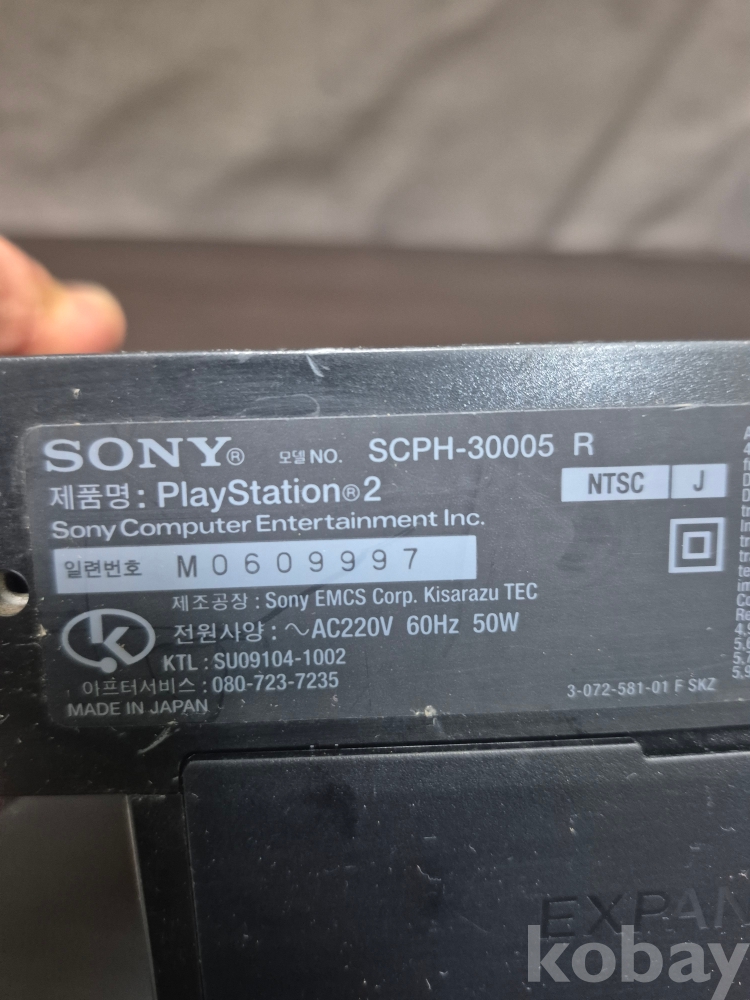 SONY® 모델 NO. SCPH-30005 R
제품명: PlayStation®2
NTSC J
Sony Computer Entertainment Inc.
일련번호 M0609997
제조공장 : Sony EMCS Corp. Kisarazu TEC
전원사양 : ~AC220V 60Hz 50W
KTL : SU09104-1002
아프터서비스 : 080-723-7235
MADE IN JAPAN
3-072-581-01 F SKZ
EXPAN
kobay